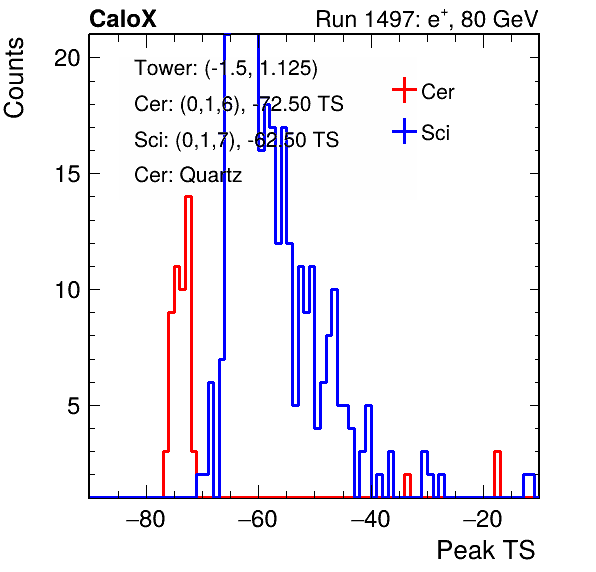 CaloX Run 1497: e⁺, 80 GeV
Counts
Tower: (-1.5, 1.125)
Cer: (0,1,6), -72.50 TS
Sci: (0,1,7), -62.50 TS
Cer: Quartz
Cer
Sci
20
15
10
5
−80 −60 −40 −20
Peak TS